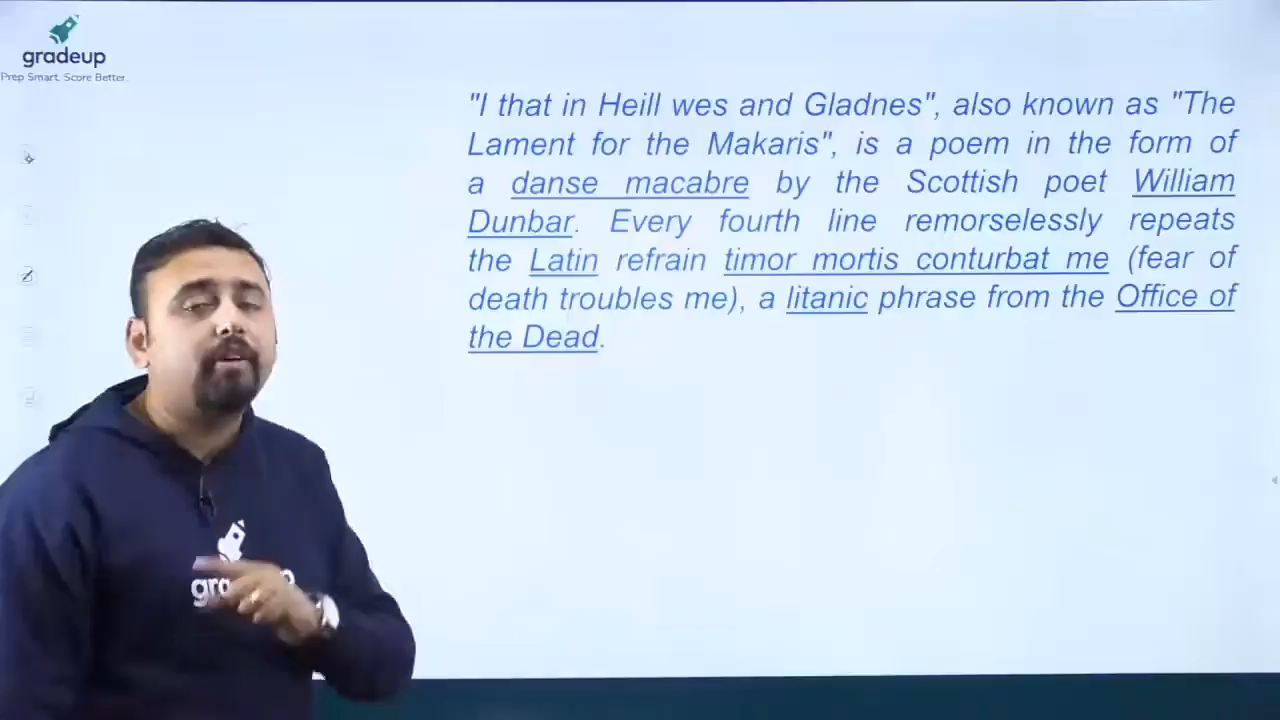 gradeup
Prep Smart. Score Better.
"I that in Heill wes and Gladnes", also known as "The
Lament for the Makaris", is a poem in the form of
a danse macabre by the Scottish poet William
Dunbar. Every fourth line remorselessly repeats
the Latin refrain timor mortis conturbat me (fear of
death troubles me), a litanic phrase from the Office of
the Dead.